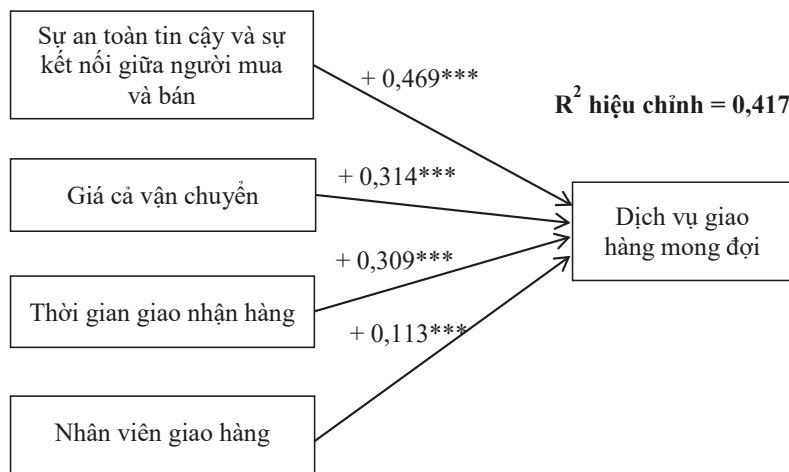 Sự an toàn tin cậy và sự
kết nối giữa người mua
và bán
+ 0,469***
R² hiệu chỉnh = 0,417
Giá cả vận chuyển
+ 0,314***
Dịch vụ giao
hàng mong đợi
+ 0,309***
Thời gian giao nhận hàng
+ 0,113***
Nhân viên giao hàng